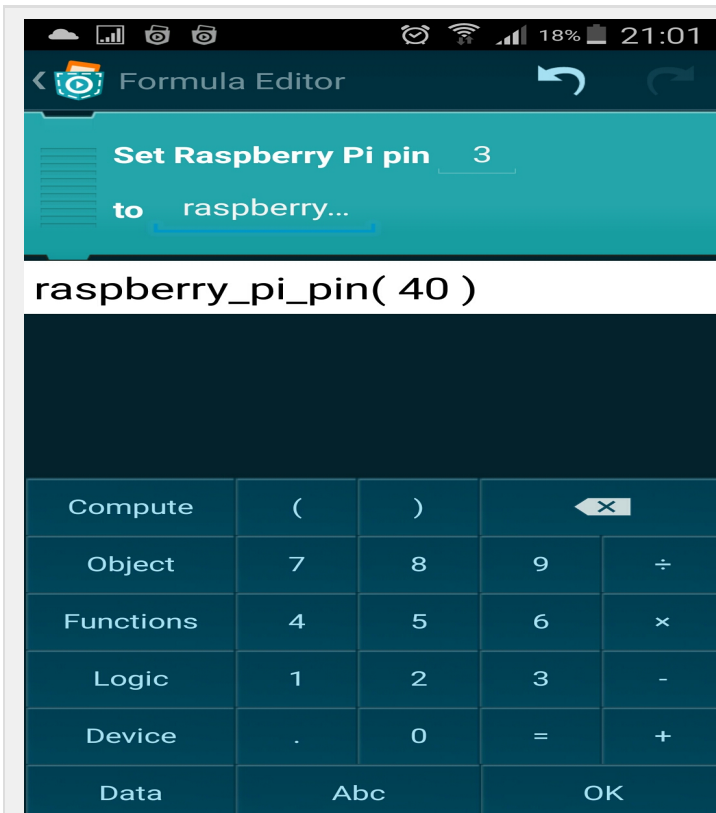 18% 21:01
Formula Editor
Set Raspberry Pi pin 3
to raspberry...
raspberry_pi_pin( 40 )
Compute ( )
Object 7 8 9 ÷
Functions 4 5 6 ×
Logic 1 2 3 -
Device . 0 = +
Data Abc OK